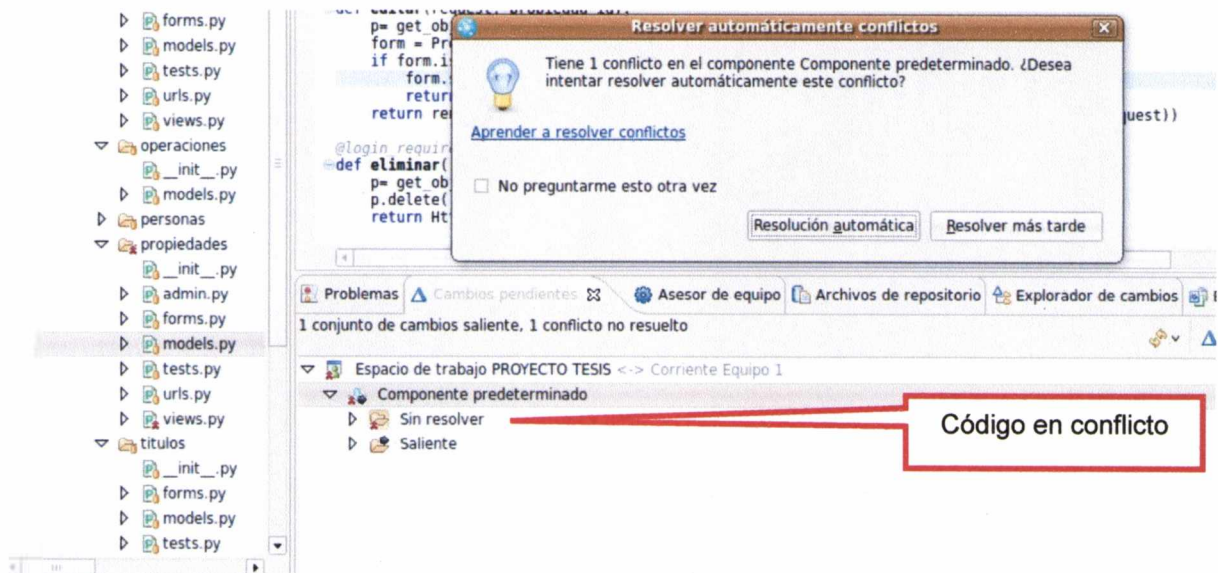 forms.py
models.py
tests.py
urls.py
views.py
operaciones
__init__.py
models.py
personas
propiedades
__init__.py
admin.py
forms.py
models.py
tests.py
urls.py
views.py
titulos
__init__.py
forms.py
models.py
tests.py
def editar(request, propiedad_id):
p= get_ob
form = Pr
if form.i
form.
retur
return re
uest))
@login requir
def eliminar(
p= get_ob
p.delete(
return Ht
Resolver automáticamente conflictos
Tiene 1 conflicto en el componente Componente predeterminado. ¿Desea
intentar resolver automáticamente este conflicto?
Aprender a resolver conflictos
No preguntarme esto otra vez
Resolución automática
Resolver más tarde
Problemas
Cambios pendientes
Asesor de equipo
Archivos de repositorio
Explorador de cambios
1 conjunto de cambios saliente, 1 conflicto no resuelto
Espacio de trabajo PROYECTO TESIS <-> Corriente Equipo 1
Componente predeterminado
Sin resolver
Saliente
Código en conflicto